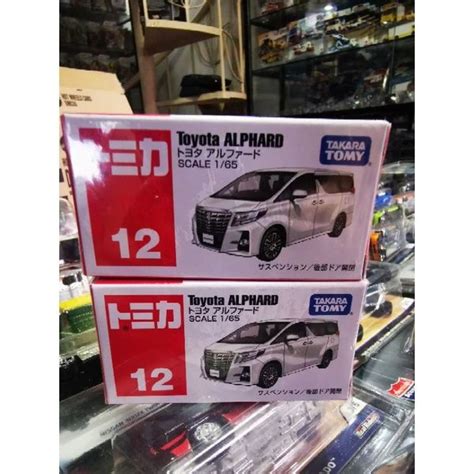 トミカ
Toyota ALPHARD
トヨタ アルファード
SCALE 1/65
TAKARA TOMY
12
サスペンション/後部ドア開閉
トミカ
Toyota ALPHARD
トヨタ アルファード
SCALE 1/65
TAKARA TOMY
12
サスペンション/後部ドア開閉